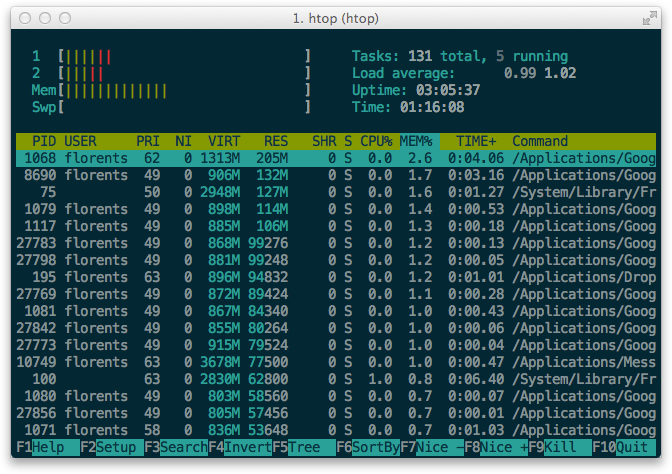 1. htop (htop)
1 [||||||                        ] Tasks: 131 total, 5 running
2 [|||||                         ] Load average: 0.99 1.02
Mem[|||||||||||||                 ] Uptime: 03:05:37
Swp[                              ] Time: 01:16:08
PID USER PRI NI VIRT RES SHR S CPU% MEM% TIME+ Command
1068 florents 62 0 1313M 205M 0 S 0.0 2.6 0:04.06 /Applications/Goog
8690 florents 49 0 906M 132M 0 S 0.0 1.7 0:03.16 /Applications/Goog
75 50 0 2948M 127M 0 S 0.0 1.6 0:01.27 /System/Library/Fr
1079 florents 49 0 898M 114M 0 S 0.0 1.4 0:00.53 /Applications/Goog
1117 florents 49 0 885M 106M 0 S 0.0 1.3 0:00.18 /Applications/Goog
27783 florents 49 0 868M 99276 0 S 0.0 1.2 0:00.13 /Applications/Goog
27798 florents 49 0 881M 99248 0 S 0.0 1.2 0:00.05 /Applications/Goog
195 florents 63 0 896M 94832 0 S 0.0 1.2 0:01.01 /Applications/Drop
27769 florents 49 0 872M 89424 0 S 0.0 1.1 0:00.28 /Applications/Goog
1081 florents 49 0 867M 84340 0 S 0.0 1.0 0:00.43 /Applications/Goog
27842 florents 49 0 855M 80264 0 S 0.0 1.0 0:00.06 /Applications/Goog
27773 florents 49 0 915M 79524 0 S 0.0 1.0 0:00.04 /Applications/Goog
10749 florents 63 0 3678M 77500 0 S 0.0 1.0 0:00.47 /Applications/Mess
100 63 0 2830M 62800 0 S 1.0 0.8 0:06.40 /System/Library/Fr
1080 florents 49 0 803M 58560 0 S 0.0 0.7 0:00.07 /Applications/Goog
27856 florents 49 0 805M 57456 0 S 0.0 0.7 0:00.01 /Applications/Goog
1071 florents 58 0 836M 53648 0 S 0.0 0.7 0:01.03 /Applications/Goog
F1Help F2Setup F3SearchF4InvertF5Tree F6SortByF7Nice -F8Nice +F9Kill F10Quit